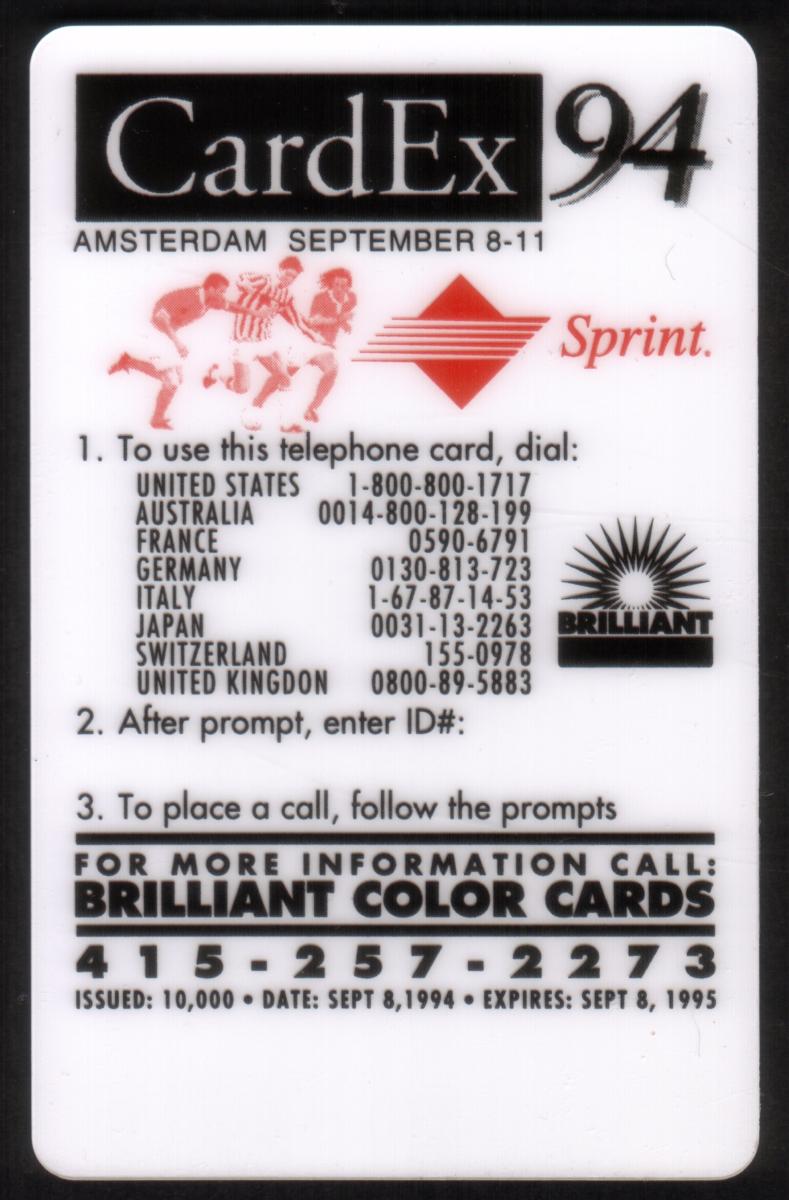 CardEx 94
AMSTERDAM SEPTEMBER 8-11
Sprint.
1. To use this telephone card, dial:
UNITED STATES 1-800-800-1717
AUSTRALIA 0014-800-128-199
FRANCE 0590-6791
GERMANY 0130-813-723
ITALY 1-67-87-14-53
JAPAN 0031-13-2263
SWITZERLAND 155-0978
UNITED KINGDON 0800-89-5883
BRILLIANT
2. After prompt, enter ID#:
3. To place a call, follow the prompts
FOR MORE INFORMATION CALL:
BRILLIANT COLOR CARDS
415-257-2273
ISSUED: 10,000 • DATE: SEPT 8,1994 • EXPIRES: SEPT 8, 1995